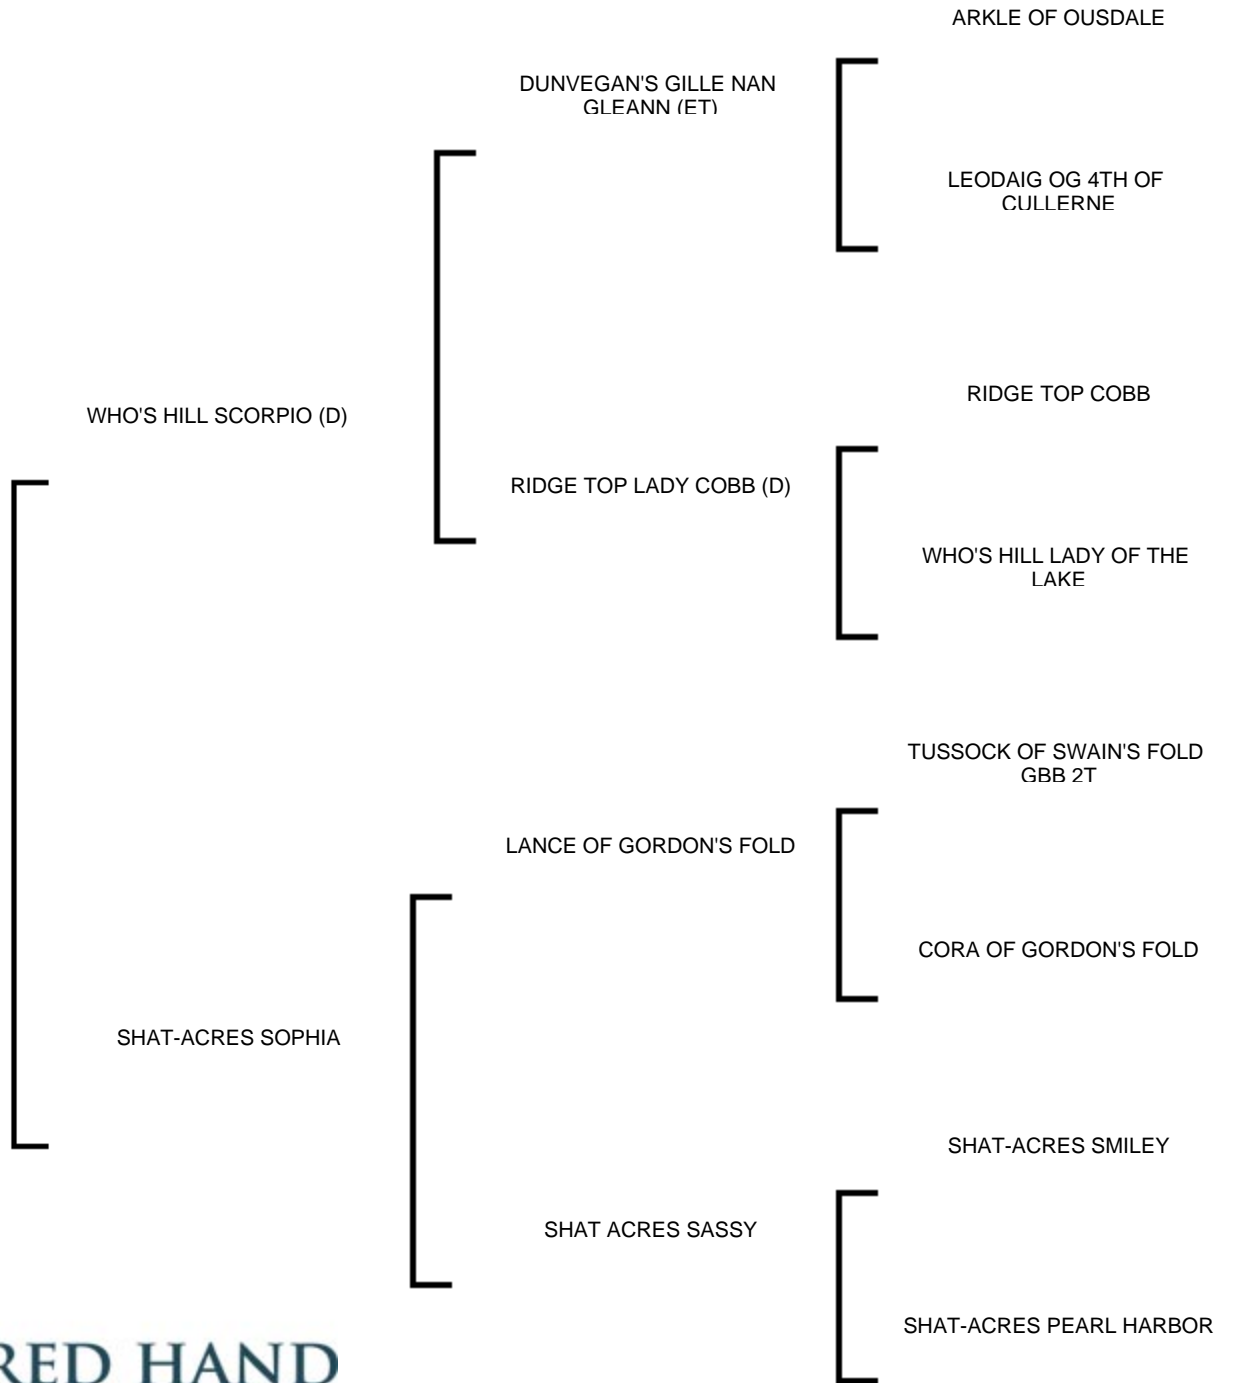 ARKLE OF OUSDALE
DUNVEGAN'S GILLE NAN
GLEANN (ET)
LEODAIG OG 4TH OF
CULLERNE
WHO'S HILL SCORPIO (D)
RIDGE TOP COBB
RIDGE TOP LADY COBB (D)
WHO'S HILL LADY OF THE
LAKE
TUSSOCK OF SWAIN'S FOLD
GBB 2T
LANCE OF GORDON'S FOLD
CORA OF GORDON'S FOLD
SHAT-ACRES SOPHIA
SHAT-ACRES SMILEY
SHAT ACRES SASSY
SHAT-ACRES PEARL HARBOR
RED HAND